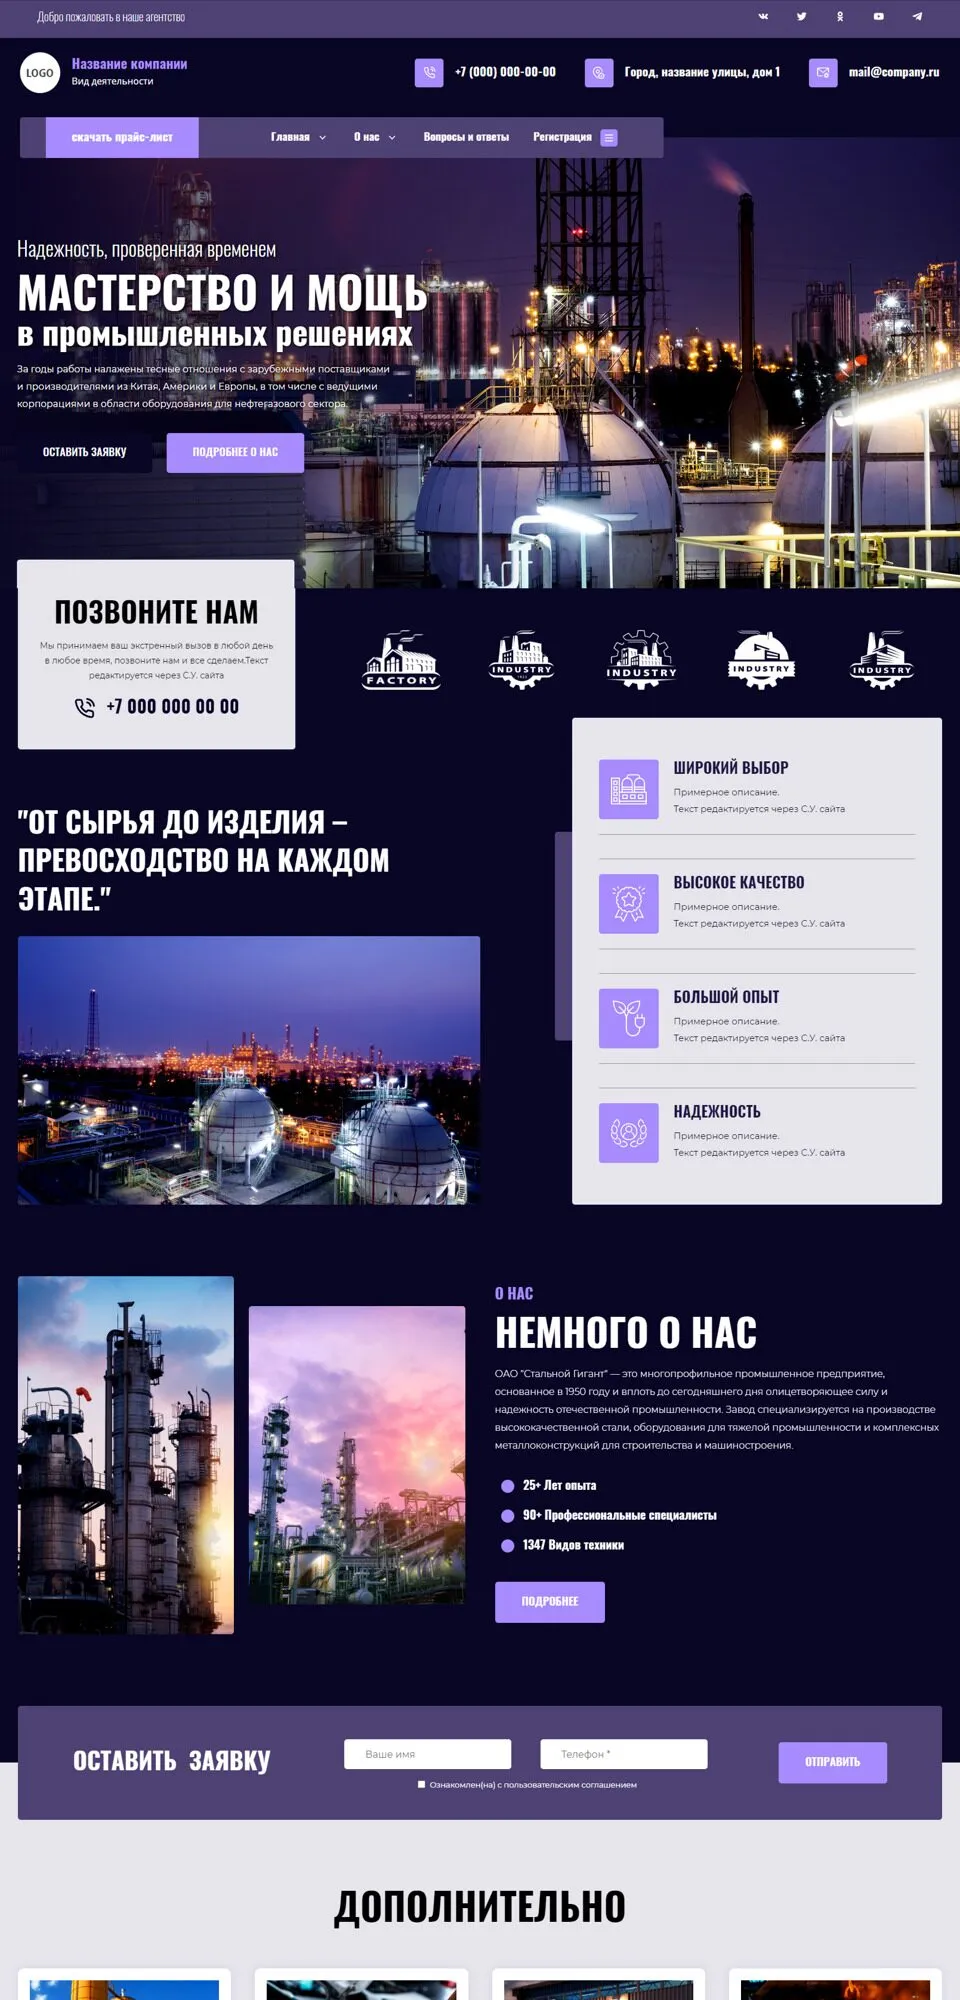 Добро пожаловать в наше агентство
LOGO
Название компании
Вид деятельности
+7 (000) 000-00-00
Город, название улицы, дом 1
mail@company.ru
скачать прайс-лист
Главная
О нас
Вопросы и ответы
Регистрация
Надежность, проверенная временем
МАСТЕРСТВО И МОЩЬ
в промышленных решениях
За годы работы налажены тесные отношения с зарубежными поставщиками
и производителями из Китая, Америки и Европы, в том числе с ведущими
корпорациями в области оборудования для нефтегазового сектора.
ОСТАВИТЬ ЗАЯВКУ
ПОДРОБНЕЕ О НАС
ПОЗВОНИТЕ НАМ
Мы принимаем ваш экстренный вызов в любой день
в любое время, позвоните нам и все сделаем.Текст
редактируется через С.У. сайта
+7 000 000 00 00
FACTORY
INDUSTRY
INDUSTRY
INDUSTRY
INDUSTRY
"ОТ СЫРЬЯ ДО ИЗДЕЛИЯ –
ПРЕВОСХОДСТВО НА КАЖДОМ
ЭТАПЕ."
ШИРОКИЙ ВЫБОР
Примерное описание.
Текст редактируется через С.У. сайта
ВЫСОКОЕ КАЧЕСТВО
Примерное описание.
Текст редактируется через С.У. сайта
БОЛЬШОЙ ОПЫТ
Примерное описание.
Текст редактируется через С.У. сайта
НАДЕЖНОСТЬ
Примерное описание.
Текст редактируется через С.У. сайта
О НАС
НЕМНОГО О НАС
ОАО "Стальной Гигант" — это многопрофильное промышленное предприятие,
основанное в 1950 году и вплоть до сегодняшнего дня олицетворяющее силу и
надежность отечественной промышленности. Завод специализируется на производстве
высококачественной стали, оборудования для тяжелой промышленности и комплексных
металлоконструкций для строительства и машиностроения.
25+ Лет опыта
90+ Профессиональные специалисты
1347 Видов техники
ПОДРОБНЕЕ
ОСТАВИТЬ ЗАЯВКУ
Ваше имя
Телефон *
Ознакомлен(на) с пользовательским соглашением
ОТПРАВИТЬ
ДОПОЛНИТЕЛЬНО